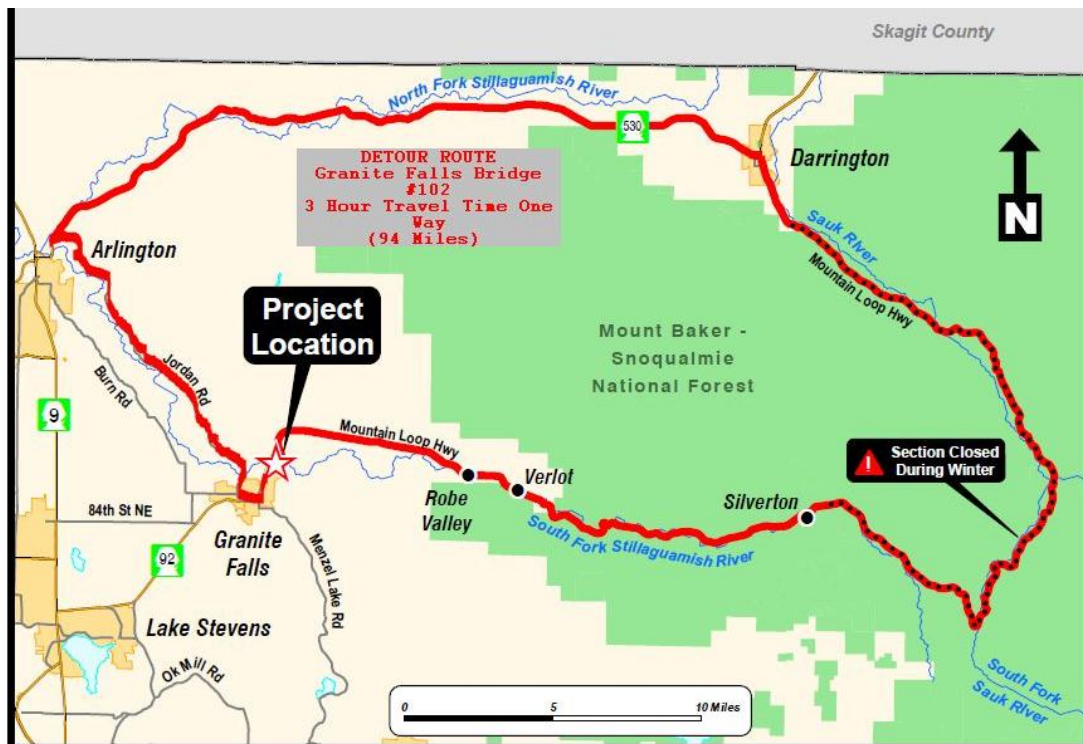 Skagit County
North Fork Stillaguamish River
530
DETOUR ROUTE
Granite Falls Bridge
#102
3 Hour Travel Time One
Way
(94 Miles)
Darrington
N
Sauk River
Mountain Loop Hwy
Arlington
Project
Location
Mount Baker -
Snoqualmie
National Forest
Jordan Rd
Burn Rd
9
Mountain Loop Hwy
! Section Closed
During Winter
Robe
Valley
Verlot
Silverton
84th St NE
Granite
Falls
South Fork Stillaguamish River
92
Menzel Lake Rd
Lake Stevens
Ok Mill Rd
South Fork
Sauk River
0 5 10 Miles